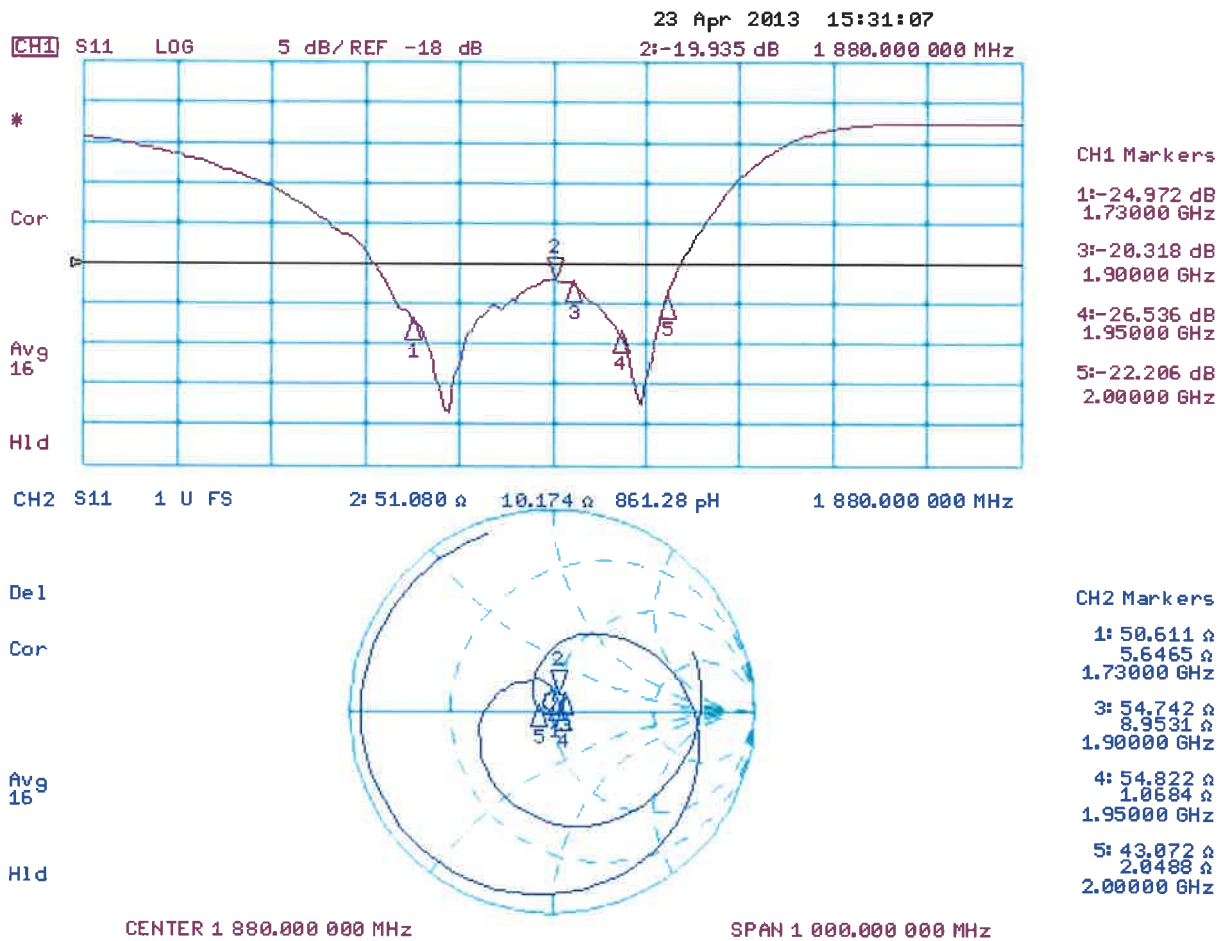 23 Apr 2013 15:31:07
CH1 S11 LOG 5 dB/REF -18 dB 2:-19.935 dB 1 880.000 000 MHz
*
Cor
Avg
16
Hld
2
1
3
4
5
CH1 Markers
1:-24.972 dB
1.73000 GHz
3:-20.318 dB
1.90000 GHz
4:-26.536 dB
1.95000 GHz
5:-22.206 dB
2.00000 GHz
CH2 S11 1 U FS 2: 51.080 Ω 10.174 Ω 861.28 pH 1 880.000 000 MHz
Del
Cor
Avg
16
Hld
2
1
3
5
4
CH2 Markers
1: 50.611 Ω
5.6465 Ω
1.73000 GHz
3: 54.742 Ω
8.9531 Ω
1.90000 GHz
4: 54.822 Ω
1.0684 Ω
1.95000 GHz
5: 43.072 Ω
2.0488 Ω
2.00000 GHz
CENTER 1 880.000 000 MHz SPAN 1 000.000 000 MHz